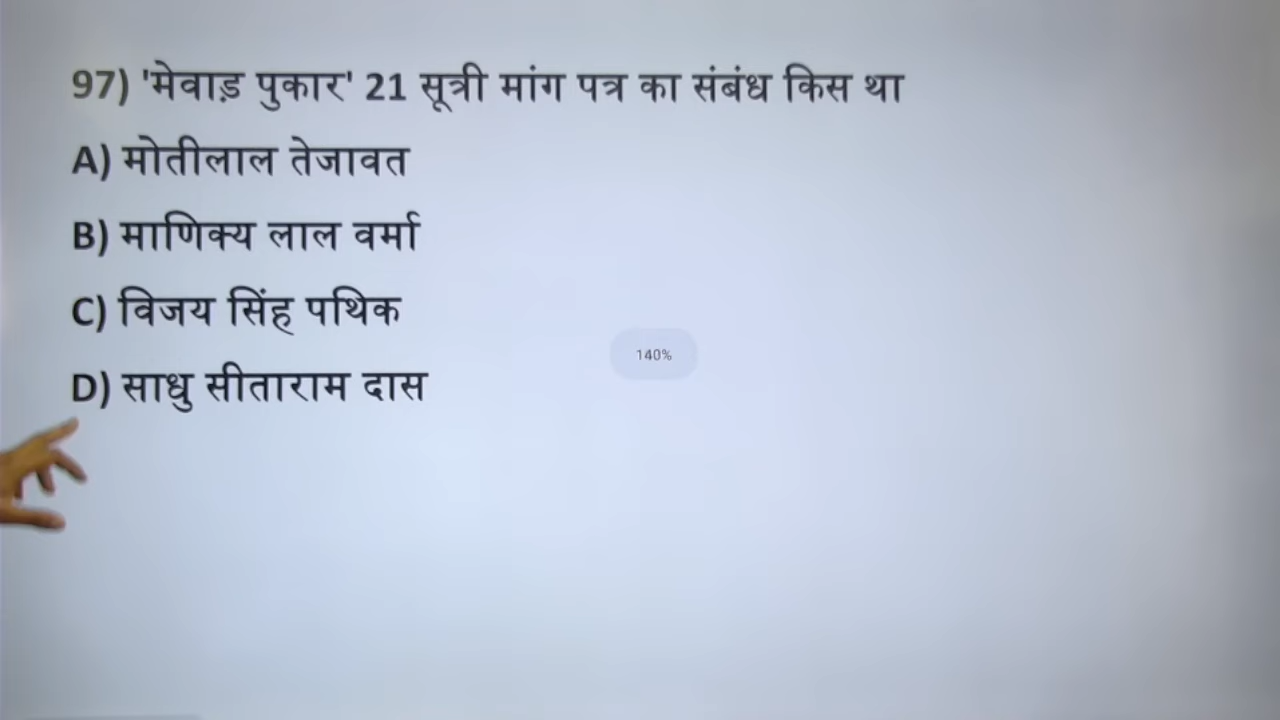 97) 'मेवाड़ पुकार' 21 सूत्री मांग पत्र का संबंध किस था
A) मोतीलाल तेजावत
B) माणिक्य लाल वर्मा
C) विजय सिंह पथिक
140%
D) साधु सीताराम दास